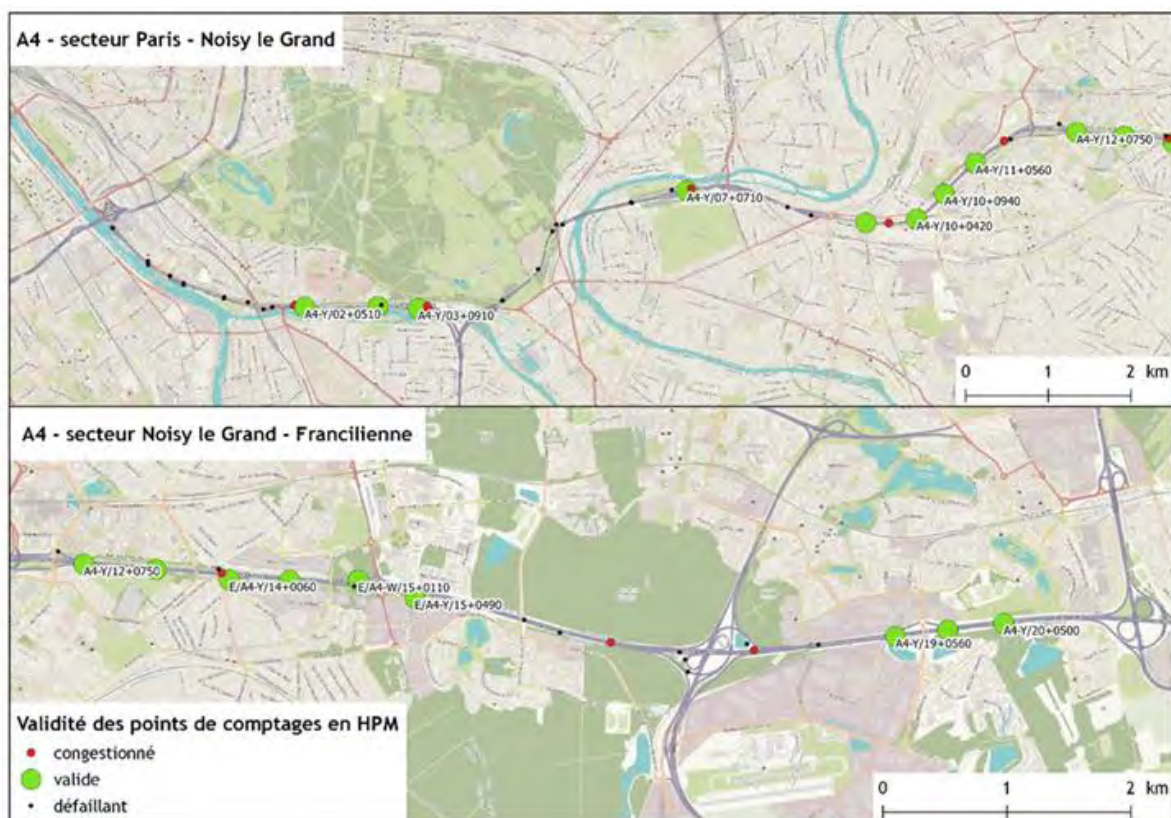 A4 - secteur Paris - Noisy le Grand
A4-Y/12+0750
A4-Y/11+0560
A4-Y/07+0710
A4-Y/10+0940
A4-Y/10+0420
A4-Y/02+0510
A4-Y/03+0910
0 1 2 km
A4 - secteur Noisy le Grand - Francilienne
A4-Y/12+0750
E/A4-Y/14+0060
E/A4-W/15+0110
E/A4-Y/15+0490
A4-Y/20+0500
A4-Y/19+0560
Validité des points de comptages en HPM
congestionné
valide
défaillant
0 1 2 km